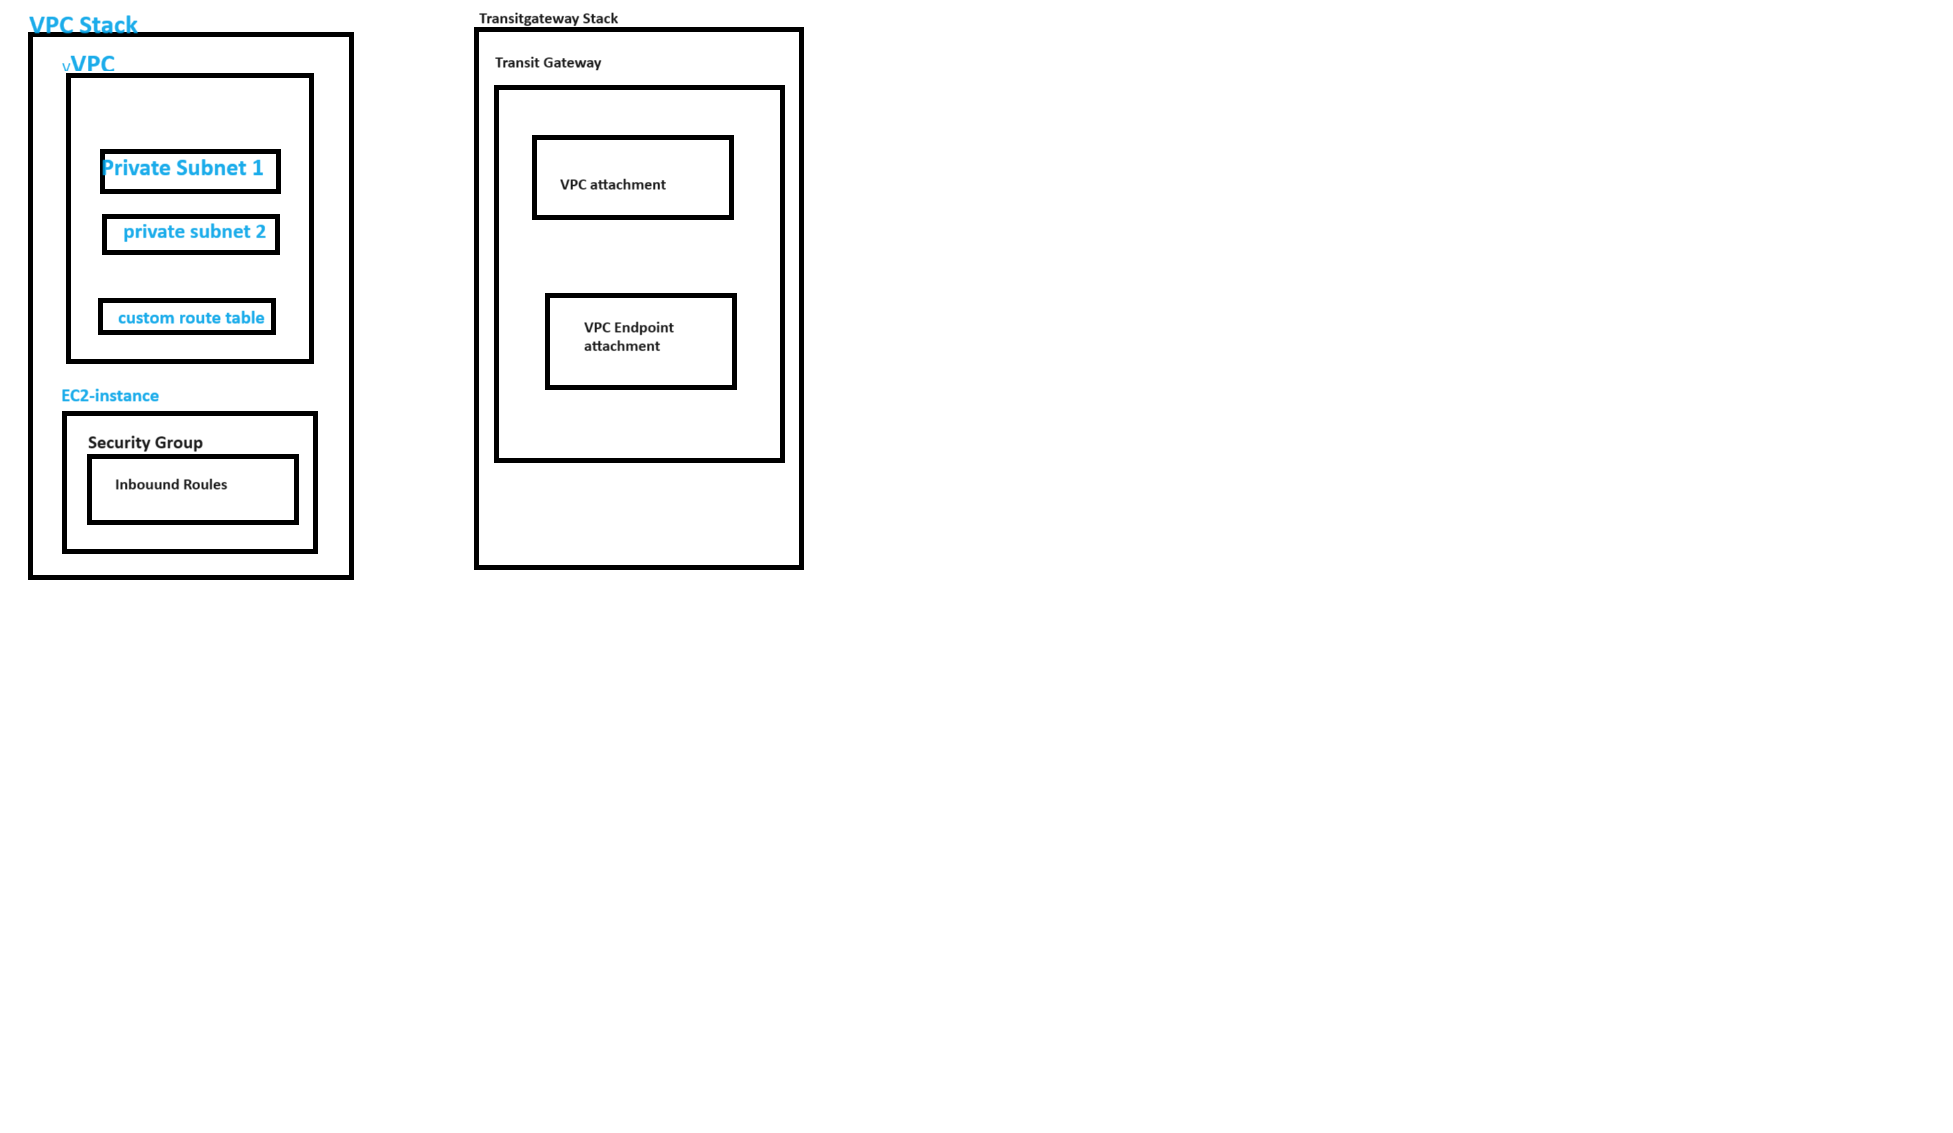 VPC Stack
vVPC
Private Subnet 1
private subnet 2
custom route table
EC2-instance
Security Group
Inbouund Roules
Transitgateway Stack
Transit Gateway
VPC attachment
VPC Endpoint
attachment